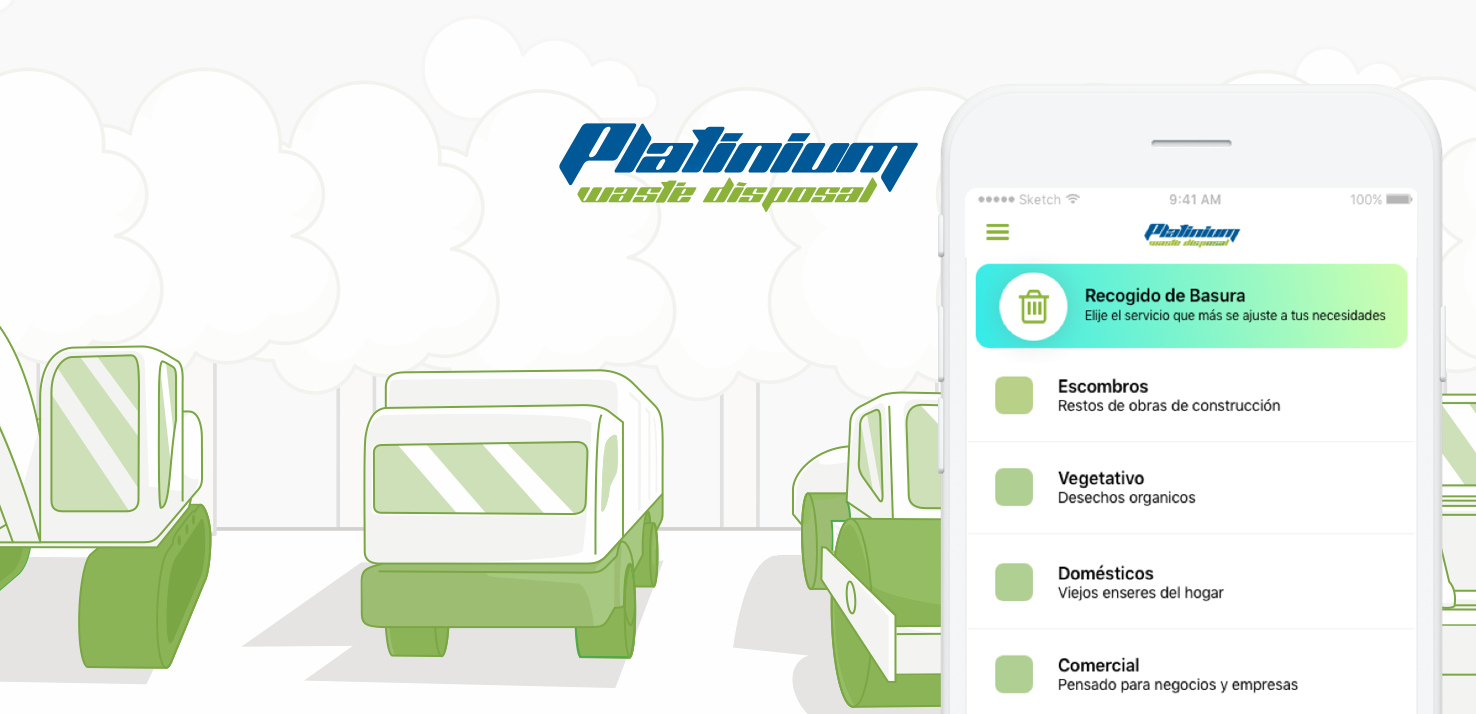 Platinium
waste disposal
Sketch
9:41 AM
100%
Platinium
waste disposal
Recogido de Basura
Elije el servicio que más se ajuste a tus necesidades
Escombros
Restos de obras de construcción
Vegetativo
Desechos organicos
Domésticos
Viejos enseres del hogar
Comercial
Pensado para negocios y empresas